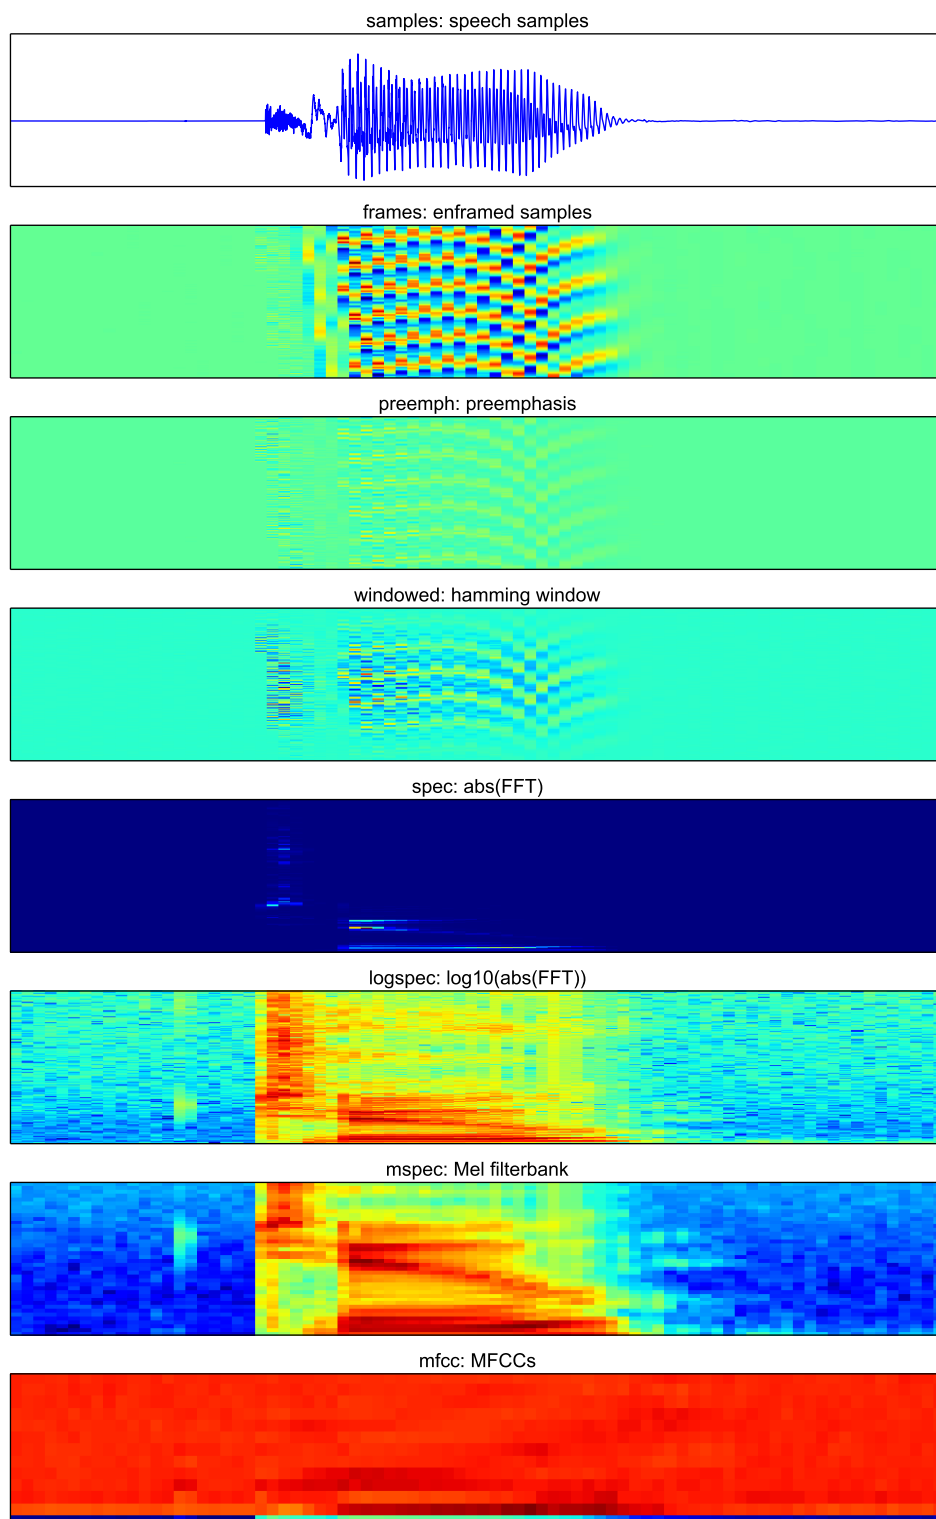 samples: speech samples
frames: enframed samples
preemph: preemphasis
windowed: hamming window
spec: abs(FFT)
logspec: log10(abs(FFT))
mspec: Mel filterbank
mfcc: MFCCs